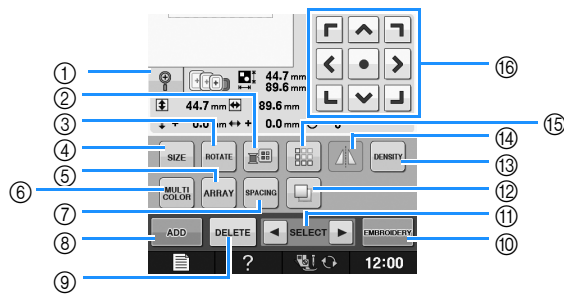 ①
②
③
④
⑤
⑥
⑦
⑧
⑨
⑩
⑪
⑫
⑬
⑭
⑮
⑯
44.7 mm
89.6 mm
44.7 mm 89.6 mm
+ 0.0 mm + 0.0 mm 0
SIZE ROTATE DENSITY
MULTI COLOR ARRAY SPACING
ADD DELETE SELECT EMBROIDERY
? 12:00